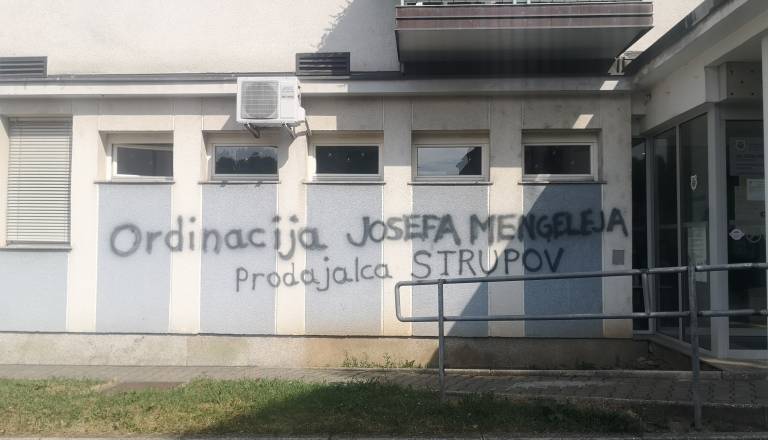 Ordinacija JOSEFA MENGELEJA
Prodajalca STRUPOV